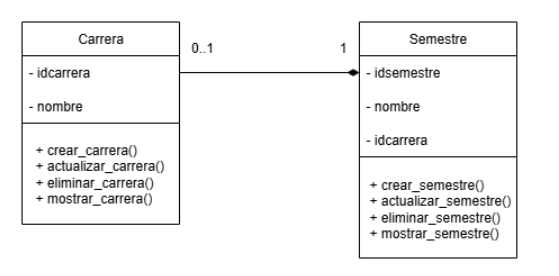 Carrera
- idcarrera
- nombre
+ crear_carrera()
+ actualizar_carrera()
+ eliminar_carrera()
+ mostrar_carrera()
0..1
1
Semestre
- idsemestre
- nombre
- idcarrera
+ crear_semestre()
+ actualizar_semestre()
+ eliminar_semestre()
+ mostrar_semestre()